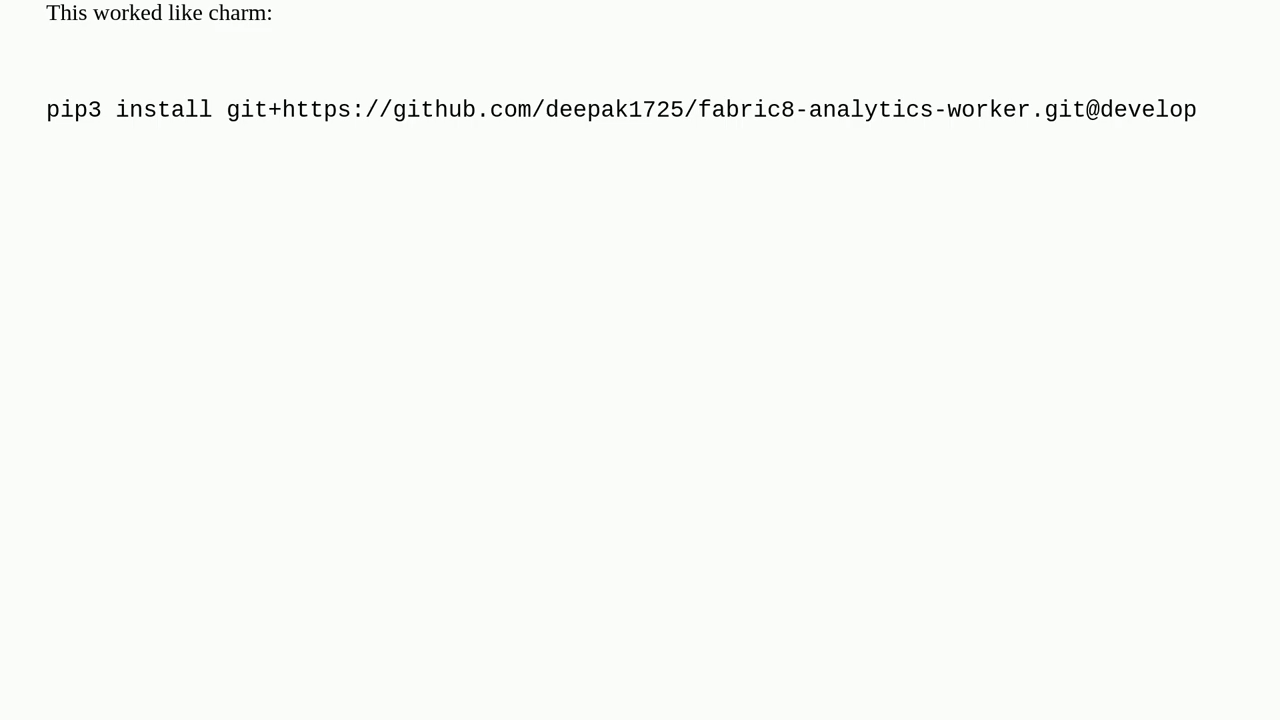 This worked like charm:
pip3 install git+https://github.com/deepak1725/fabric8-analytics-worker.git@develop